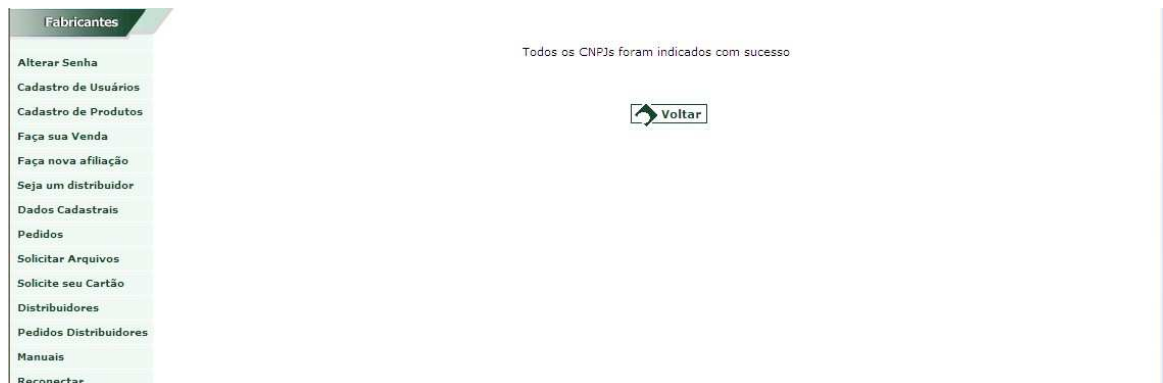 Fabricantes
Todos os CNPJs foram indicados com sucesso
Voltar
Alterar Senha
Cadastro de Usuários
Cadastro de Produtos
Faça sua Venda
Faça nova afiliação
Seja um distribuidor
Dados Cadastrais
Pedidos
Solicitar Arquivos
Solicite seu Cartão
Distribuidores
Pedidos Distribuidores
Manuais
Reconectar